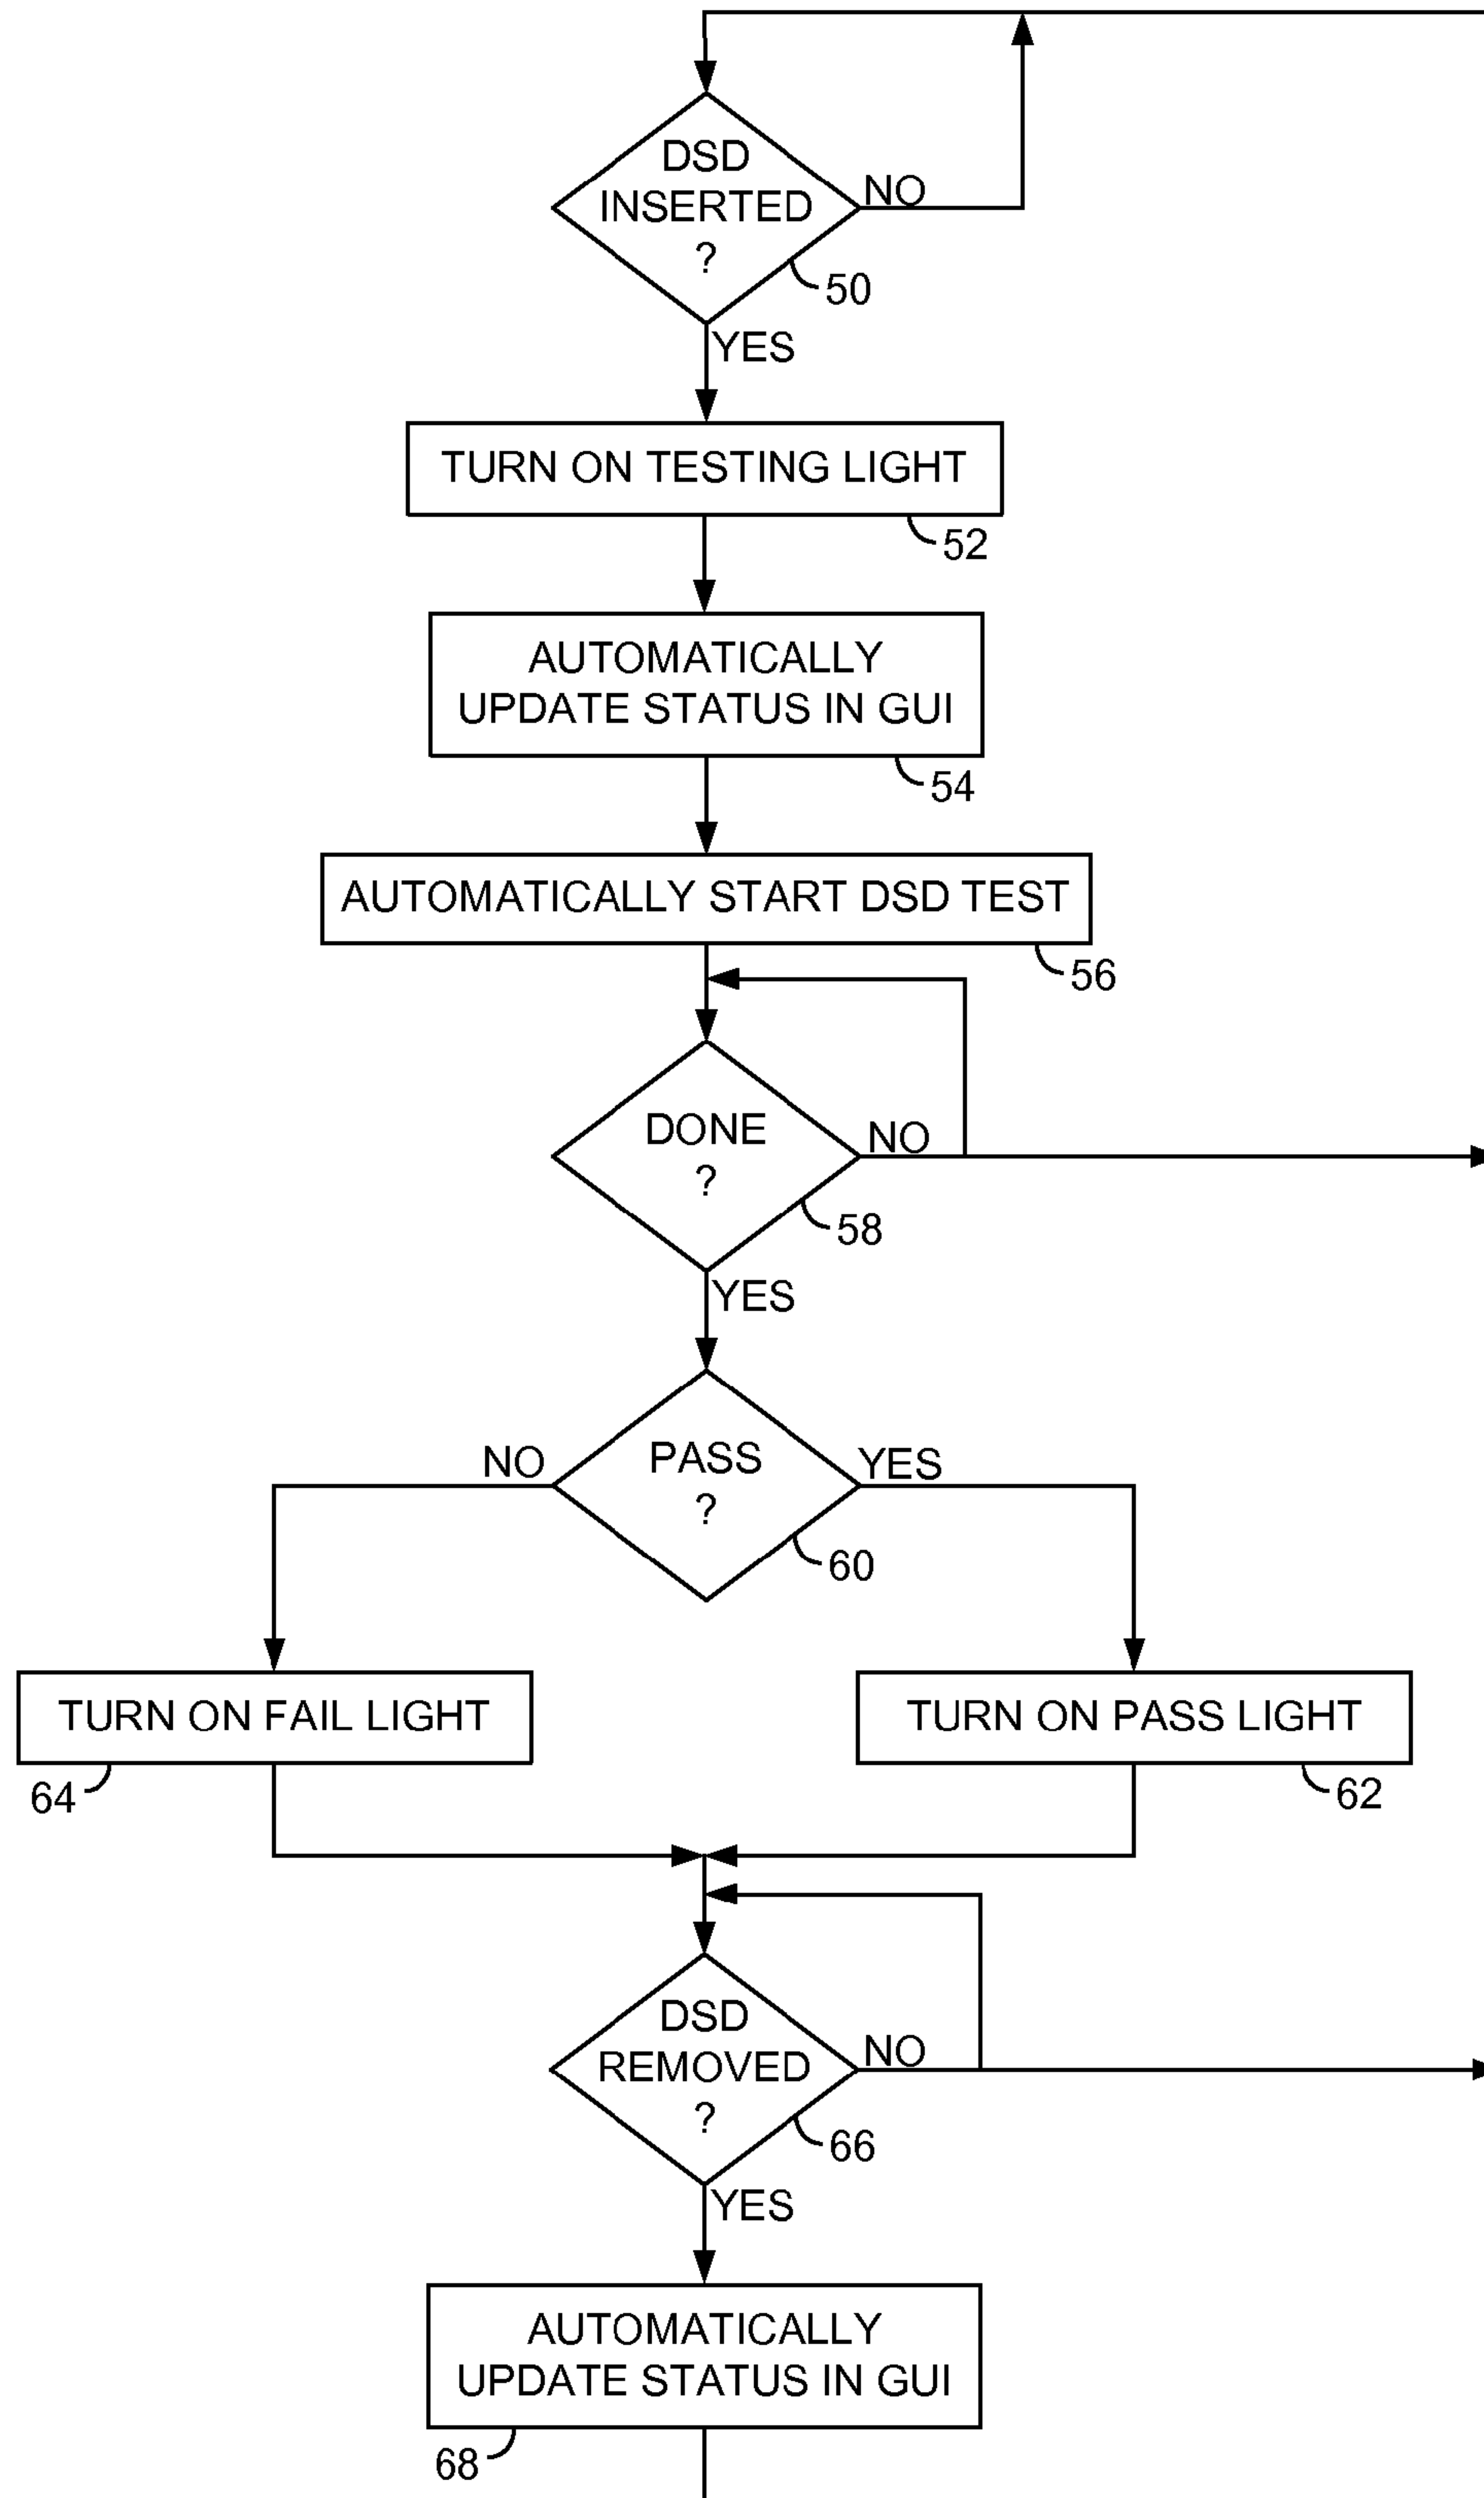 DSD
INSERTED
?
NO
50
YES
TURN ON TESTING LIGHT
52
AUTOMATICALLY
UPDATE STATUS IN GUI
54
AUTOMATICALLY START DSD TEST
56
DONE
?
NO
58
YES
PASS
?
NO
YES
60
TURN ON FAIL LIGHT
64
TURN ON PASS LIGHT
62
DSD
REMOVED
?
NO
66
YES
AUTOMATICALLY
UPDATE STATUS IN GUI
68